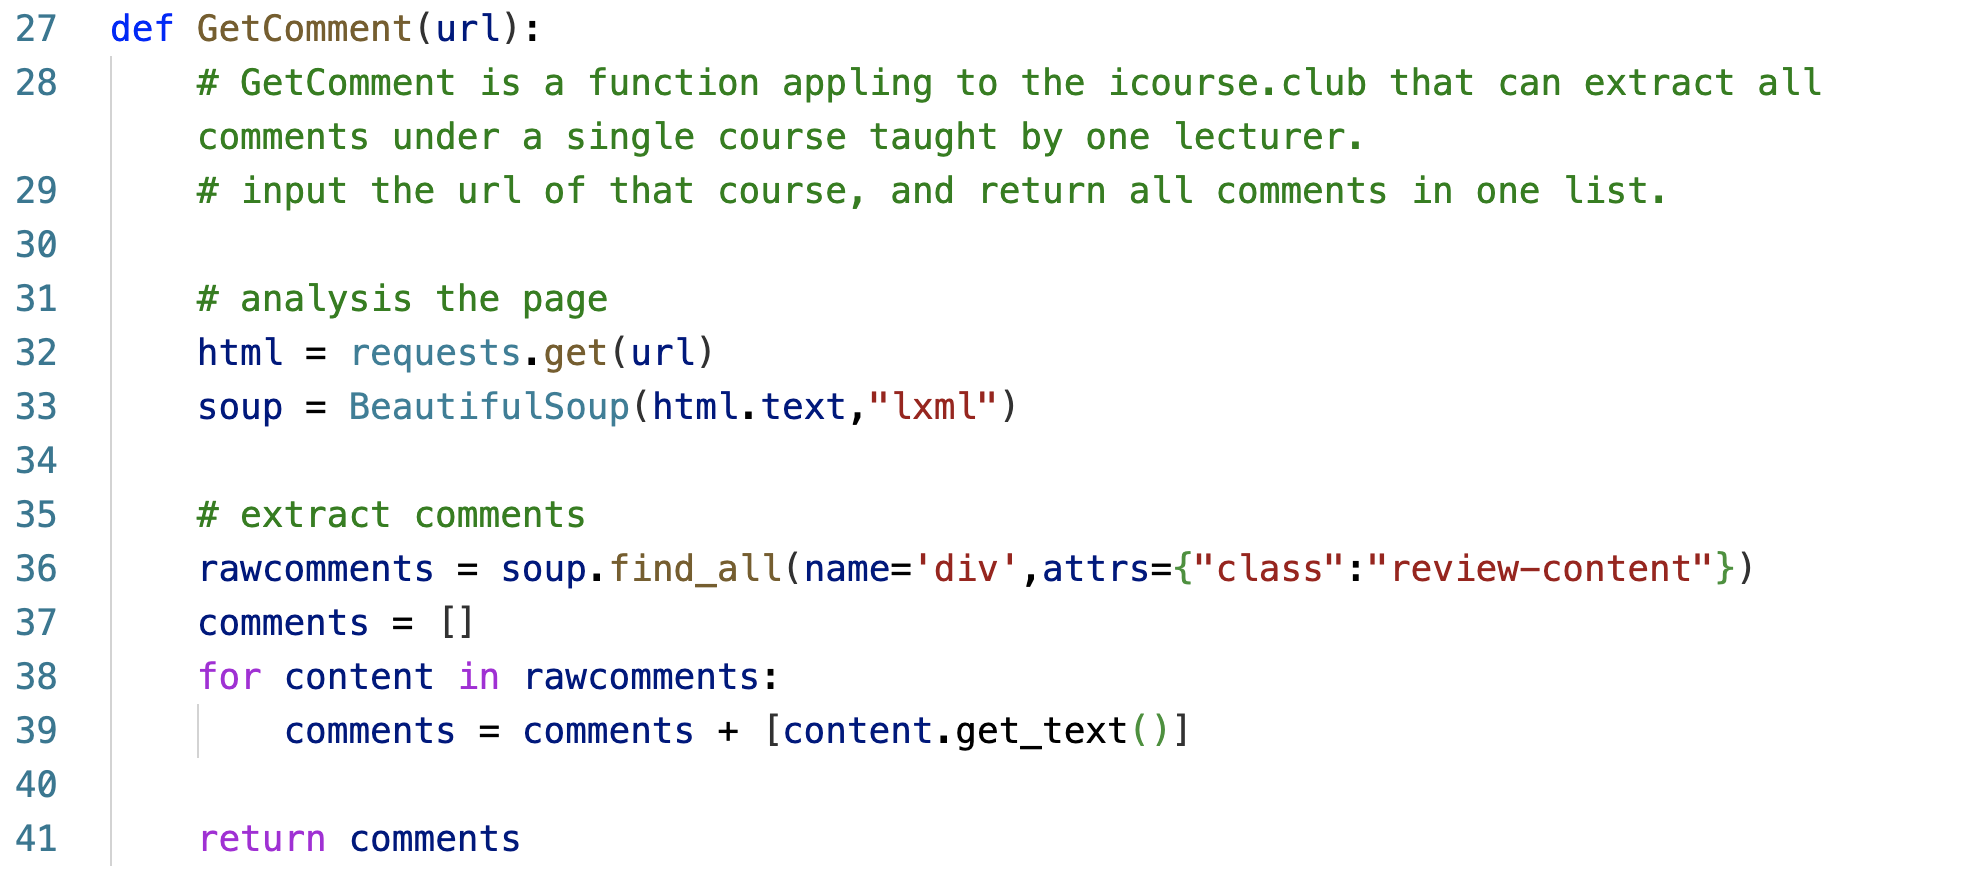 27 def GetComment(url):
28 # GetComment is a function appling to the icourse.club that can extract all
comments under a single course taught by one lecturer.
29 # input the url of that course, and return all comments in one list.
30
31 # analysis the page
32 html = requests.get(url)
33 soup = BeautifulSoup(html.text,"lxml")
34
35 # extract comments
36 rawcomments = soup.find_all(name='div',attrs={"class":"review-content"})
37 comments = []
38 for content in rawcomments:
39 comments = comments + [content.get_text()]
40
41 return comments